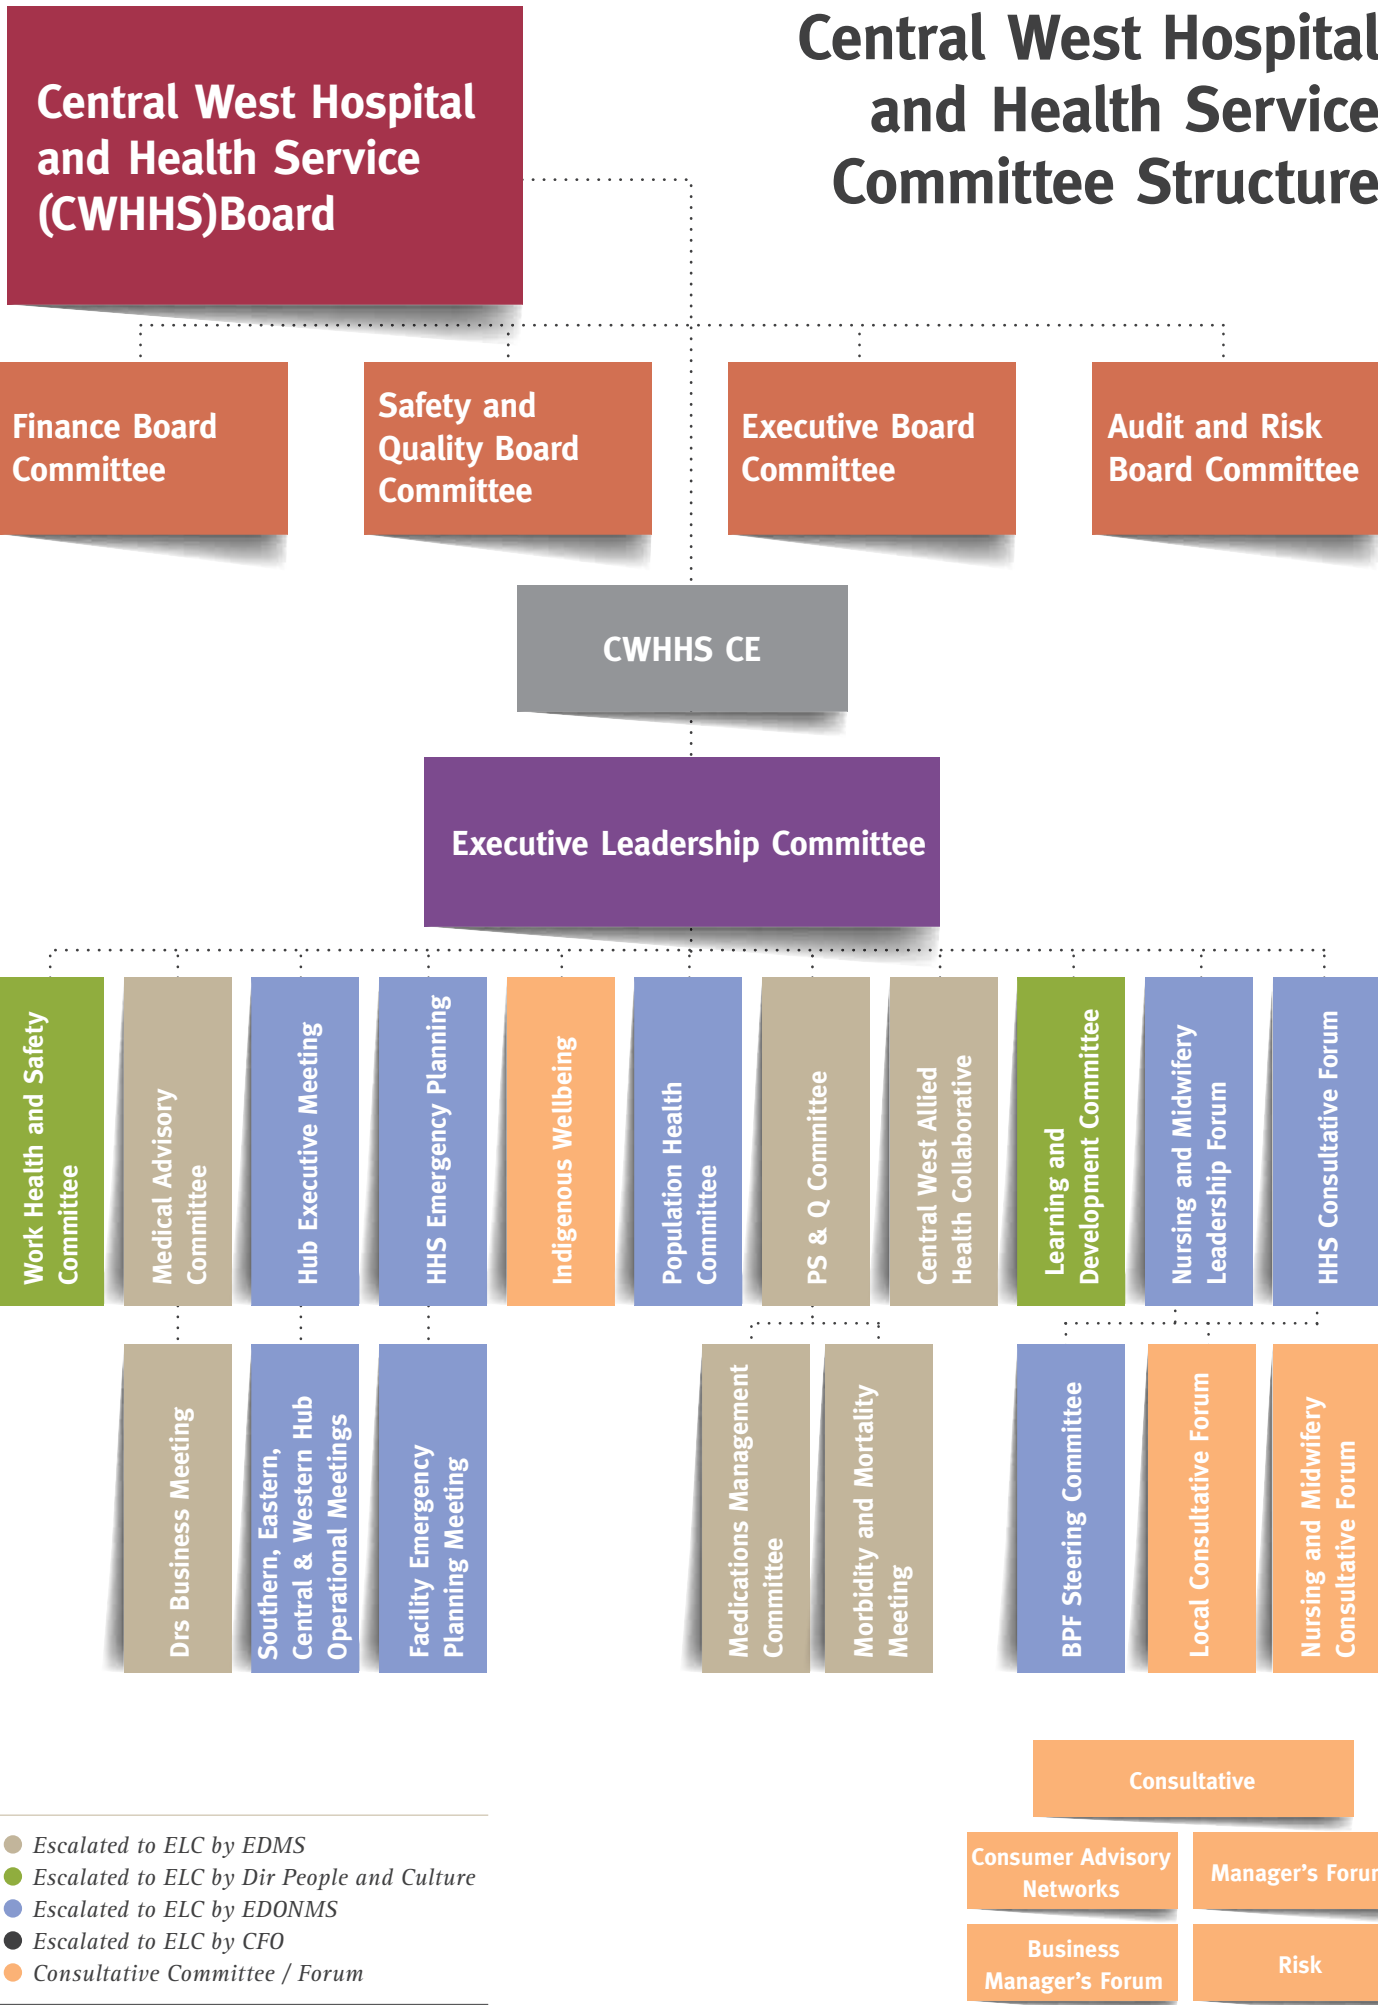 Central West Hospital
and Health Service
Committee Structure
Central West Hospital
and Health Service
(CWHHS)Board
Finance Board
Committee
Safety and
Quality Board
Committee
Executive Board
Committee
Audit and Risk
Board Committee
CWHHS CE
Executive Leadership Committee
Work Health and Safety
Committee
Medical Advisory
Committee
Hub Executive Meeting
HHS Emergency Planning
Indigenous Wellbeing
Population Health
Committee
PS & Q Committee
Central West Allied
Health Collaborative
Learning and
Development Committee
Nursing and Midwifery
Leadership Forum
HHS Consultative Forum
Drs Business Meeting
Southern, Eastern,
Central & Western Hub
Operational Meetings
Facility Emergency
Planning Meeting
Medications Management
Committee
Morbidity and Mortality
Meeting
BPF Steering Committee
Local Consultative Forum
Nursing and Midwifery
Consultative Forum
Escalated to ELC by EDMS
Escalated to ELC by Dir People and Culture
Escalated to ELC by EDONMS
Escalated to ELC by CFO
Consultative Committee / Forum
Consultative
Consumer Advisory
Networks
Manager's Forum
Business
Manager's Forum
Risk